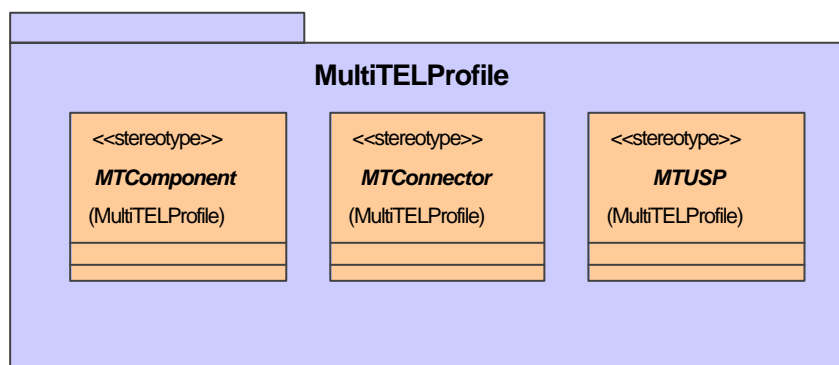 MultiTELProfile
<<stereotype>> <<stereotype>> <<stereotype>>
MTComponent MTConnector MTUSP
(MultiTELProfile) (MultiTELProfile) (MultiTELProfile)